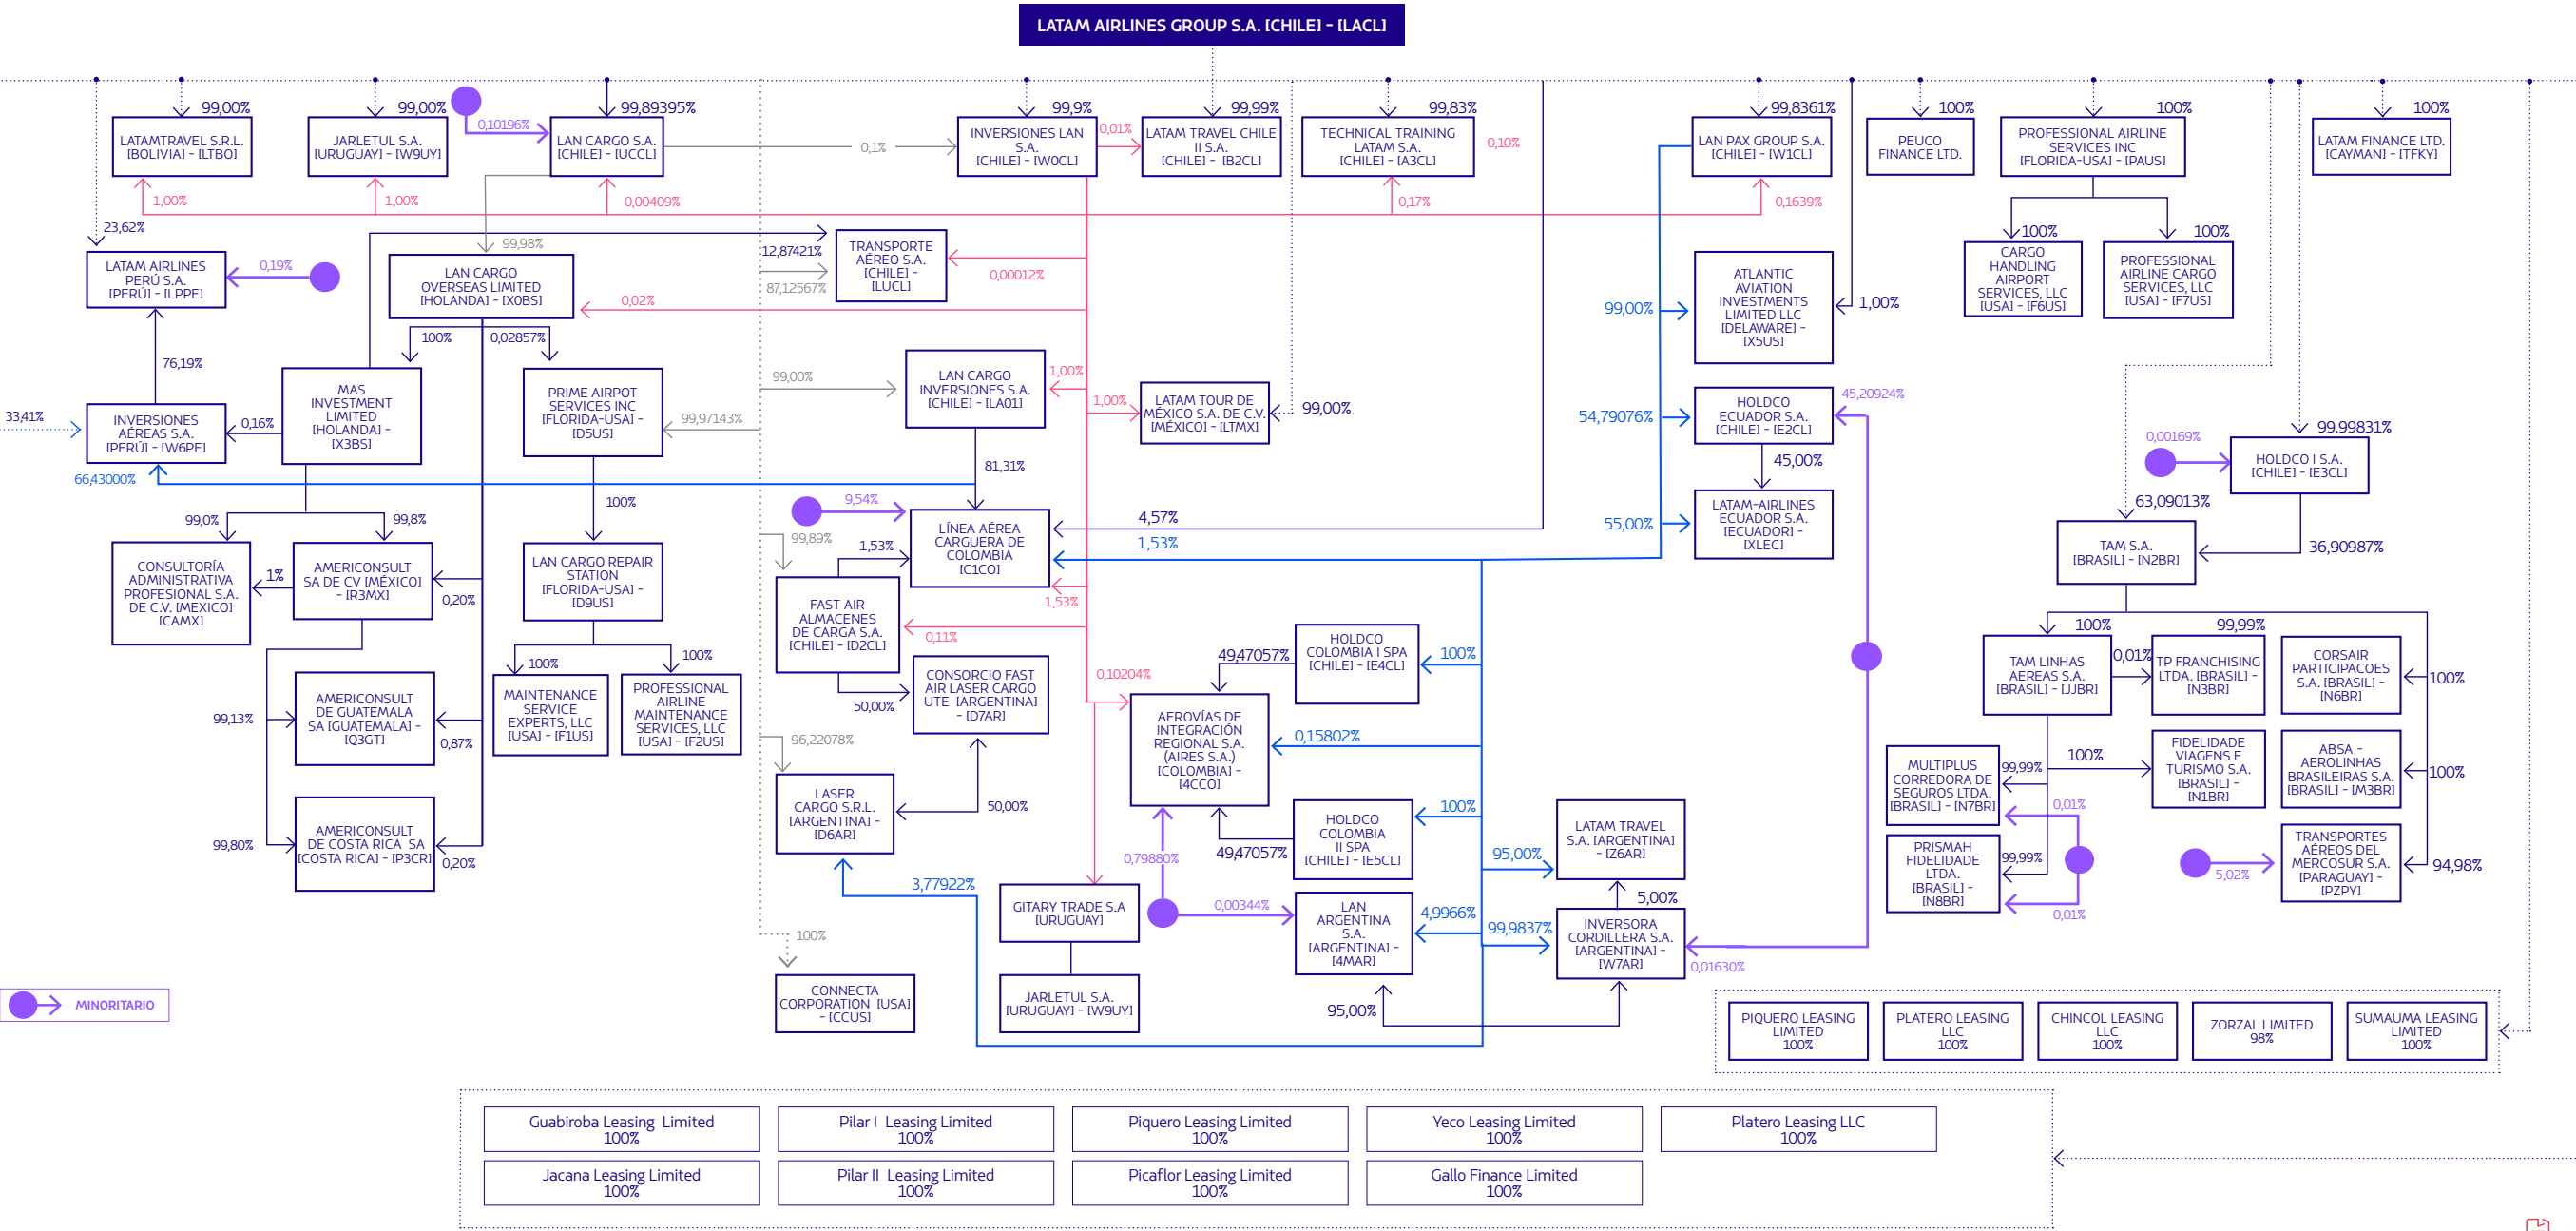 LATAM AIRLINES GROUP S.A. [CHILE] - [LACL]
99,00%
99,00%
99,89395%
99,9%
99,99%
99,83%
99,8361%
100%
100%
100%
0,10196%
LATAMTRAVEL S.R.L.
[BOLIVIA] - [LTBO]
JARLETUL S.A.
[URUGUAY] - [W9UY]
LAN CARGO S.A.
[CHILE] - [UCCL]
0,1%
INVERSIONES LAN
S.A.
[CHILE] - [W0CL]
0,01%
LATAM TRAVEL CHILE
II S.A.
[CHILE] - [B2CL]
TECHNICAL TRAINING
LATAM S.A.
[CHILE] - [A3CL]
0,10%
LAN PAX GROUP S.A.
[CHILE] - [W1CL]
PEUCO
FINANCE LTD.
PROFESSIONAL AIRLINE
SERVICES INC
[FLORIDA-USA] - [PAUS]
LATAM FINANCE LTD.
[CAYMAN] - [TFKY]
1,00%
1,00%
0,00409%
0,17%
0,1639%
23,62%
99,98%
12,87421%
87,12567%
0,00012%
100%
100%
LATAM AIRLINES
PERÚ S.A.
[PERÚ] - [LPPE]
0,19%
LAN CARGO
OVERSEAS LIMITED
[HOLANDA] - [X0BS]
0,02%
TRANSPORTE
AÉREO S.A.
[CHILE] -
[LUCL]
99,00%
ATLANTIC
AVIATION
INVESTMENTS
LIMITED LLC
[DELAWARE] -
[X5US]
1,00%
CARGO
HANDLING
AIRPORT
SERVICES, LLC
[USA] - [F6US]
PROFESSIONAL
AIRLINE CARGO
SERVICES, LLC
[USA] - [F7US]
76,19%
100%
0,02857%
33,41%
INVERSIONES
AÉREAS S.A.
[PERÚ] - [W6PE]
0,16%
MAS
INVESTMENT
LIMITED
[HOLANDA] -
[X3BS]
PRIME AIRPOT
SERVICES INC
[FLORIDA-USA] -
[D5US]
99,97143%
99,00%
LAN CARGO
INVERSIONES S.A.
[CHILE] - [LA01]
1,00%
1,00%
LATAM TOUR DE
MÉXICO S.A. DE C.V.
[MÉXICO] - [LTMX]
99,00%
54,79076%
HOLDCO
ECUADOR S.A.
[CHILE] - [E2CL]
45,20924%
99.99831%
0,00169%
HOLDCO I S.A.
[CHILE] - [E3CL]
66,43000%
81,31%
45,00%
100%
99,0%
99,8%
9,54%
LÍNEA AÉREA
CARGUERA DE
COLOMBIA
[C1CO]
4,57%
1,53%
1,53%
1,53%
55,00%
LATAM-AIRLINES
ECUADOR S.A.
[ECUADOR] -
[XLEC]
63,09013%
TAM S.A.
[BRASIL] - [N2BR]
36,90987%
CONSULTORÍA
ADMINISTRATIVA
PROFESIONAL S.A.
DE C.V. [MEXICO]
[CAMX]
1%
AMERICONSULT
SA DE CV [MÉXICO]
- [R3MX]
0,20%
LAN CARGO REPAIR
STATION
[FLORIDA-USA] -
[D9US]
99,89%
FAST AIR
ALMACENES
DE CARGA S.A.
[CHILE] - [D2CL]
0,11%
50,00%
100%
100%
99,13%
AMERICONSULT
DE GUATEMALA
SA [GUATEMALA] -
[Q3GT]
0,87%
MAINTENANCE
SERVICE
EXPERTS, LLC
[USA] - [F1US]
PROFESSIONAL
AIRLINE
MAINTENANCE
SERVICES, LLC
[USA] - [F2US]
CONSORCIO FAST
AIR LASER CARGO
UTE [ARGENTINA]
- [D7AR]
0,10204%
49,47057%
HOLDCO
COLOMBIA I SPA
[CHILE] - [E4CL]
100%
AEROVÍAS DE
INTEGRACIÓN
REGIONAL S.A.
(AIRES S.A.)
[COLOMBIA] -
[4CCO]
0,15802%
100%
99,99%
TAM LINHAS
AEREAS S.A.
[BRASIL] - [JJBR]
0,01%
TP FRANCHISING
LTDA. [BRASIL] -
[N3BR]
CORSAIR
PARTICIPACOES
S.A. [BRASIL] -
[N6BR]
100%
96,22078%
LASER
CARGO S.R.L.
[ARGENTINA] -
[D6AR]
50,00%
100%
MULTIPLUS
CORREDORA DE
SEGUROS LTDA.
[BRASIL] - [N7BR]
99,99%
FIDELIDADE
VIAGENS E
TURISMO S.A.
[BRASIL] -
[N1BR]
ABSA -
AEROLINHAS
BRASILEIRAS S.A.
[BRASIL] - [M3BR]
100%
99,80%
AMERICONSULT
DE COSTA RICA SA
[COSTA RICA] - [P3CR]
0,20%
3,77922%
0,79880%
49,47057%
HOLDCO
COLOMBIA
II SPA
[CHILE] - [E5CL]
100%
95,00%
LATAM TRAVEL
S.A. [ARGENTINA]
- [Z6AR]
0,01%
PRISMAH
FIDELIDADE
LTDA.
[BRASIL] -
[N8BR]
99,99%
0,01%
5,02%
TRANSPORTES
AÉREOS DEL
MERCOSUR S.A.
[PARAGUAY] -
[PZPY]
94,98%
GITARY TRADE S.A
[URUGUAY]
0,00344%
LAN
ARGENTINA
S.A.
[ARGENTINA] -
[4MAR]
4,9966%
99,9837%
5,00%
INVERSORA
CORDILLERA S.A.
[ARGENTINA] -
[W7AR]
0,01630%
100%
CONNECTA
CORPORATION [USA]
- [CCUS]
JARLETUL S.A.
[URUGUAY] - [W9UY]
95,00%
MINORITARIO
PIQUERO LEASING
LIMITED
100%
PLATERO LEASING
LLC
100%
CHINCOL LEASING
LLC
100%
ZORZAL LIMITED
98%
SUMAUMA LEASING
LIMITED
100%
Guabiroba Leasing Limited
100%
Pilar I Leasing Limited
100%
Piquero Leasing Limited
100%
Yeco Leasing Limited
100%
Platero Leasing LLC
100%
Jacana Leasing Limited
100%
Pilar II Leasing Limited
100%
Picaflor Leasing Limited
100%
Gallo Finance Limited
100%